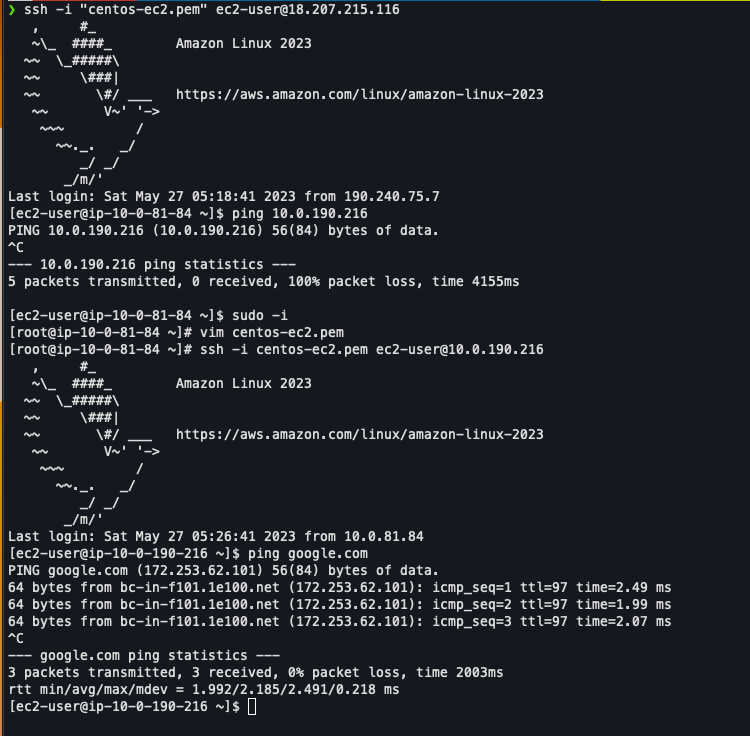 ❯ ssh -i "centos-ec2.pem" ec2-user@18.207.215.116
   ,     #_
   ~\_  ####_        Amazon Linux 2023
  ~~  \_#####\
  ~~     \###|
  ~~       \#/ ___   https://aws.amazon.com/linux/amazon-linux-2023
   ~~       V~' '->
    ~~~         /
      ~~._.   _/
         _/ _/
       _/m/'
Last login: Sat May 27 05:18:41 2023 from 190.240.75.7
[ec2-user@ip-10-0-81-84 ~]$ ping 10.0.190.216
PING 10.0.190.216 (10.0.190.216) 56(84) bytes of data.
^C
--- 10.0.190.216 ping statistics ---
5 packets transmitted, 0 received, 100% packet loss, time 4155ms

[ec2-user@ip-10-0-81-84 ~]$ sudo -i
[root@ip-10-0-81-84 ~]# vim centos-ec2.pem
[root@ip-10-0-81-84 ~]# ssh -i centos-ec2.pem ec2-user@10.0.190.216
   ,     #_
   ~\_  ####_        Amazon Linux 2023
  ~~  \_#####\
  ~~     \###|
  ~~       \#/ ___   https://aws.amazon.com/linux/amazon-linux-2023
   ~~       V~' '->
    ~~~         /
      ~~._.   _/
         _/ _/
       _/m/'
Last login: Sat May 27 05:26:41 2023 from 10.0.81.84
[ec2-user@ip-10-0-190-216 ~]$ ping google.com
PING google.com (172.253.62.101) 56(84) bytes of data.
64 bytes from bc-in-f101.1e100.net (172.253.62.101): icmp_seq=1 ttl=97 time=2.49 ms
64 bytes from bc-in-f101.1e100.net (172.253.62.101): icmp_seq=2 ttl=97 time=1.99 ms
64 bytes from bc-in-f101.1e100.net (172.253.62.101): icmp_seq=3 ttl=97 time=2.07 ms
^C
--- google.com ping statistics ---
3 packets transmitted, 3 received, 0% packet loss, time 2003ms
rtt min/avg/max/mdev = 1.992/2.185/2.491/0.218 ms
[ec2-user@ip-10-0-190-216 ~]$